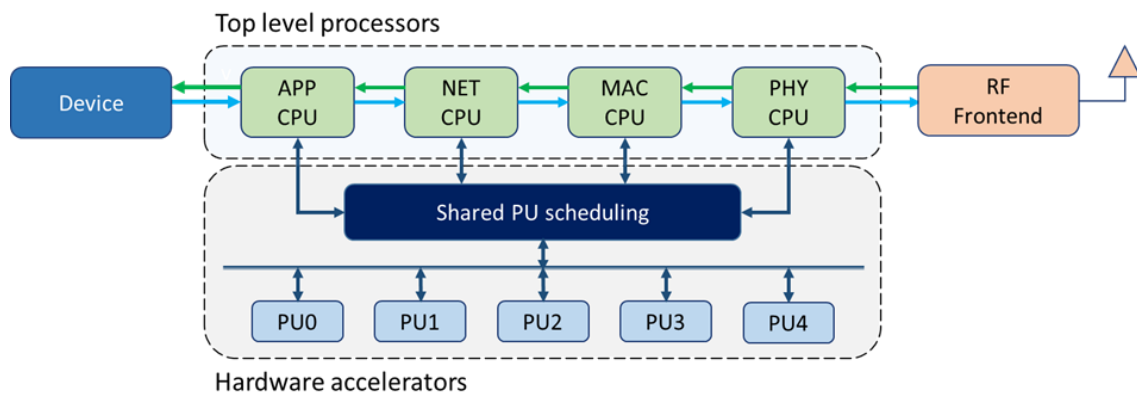 Top level processors
Device
APP
CPU
NET
CPU
MAC
CPU
PHY
CPU
RF
Frontend
Shared PU scheduling
PU0
PU1
PU2
PU3
PU4
Hardware accelerators